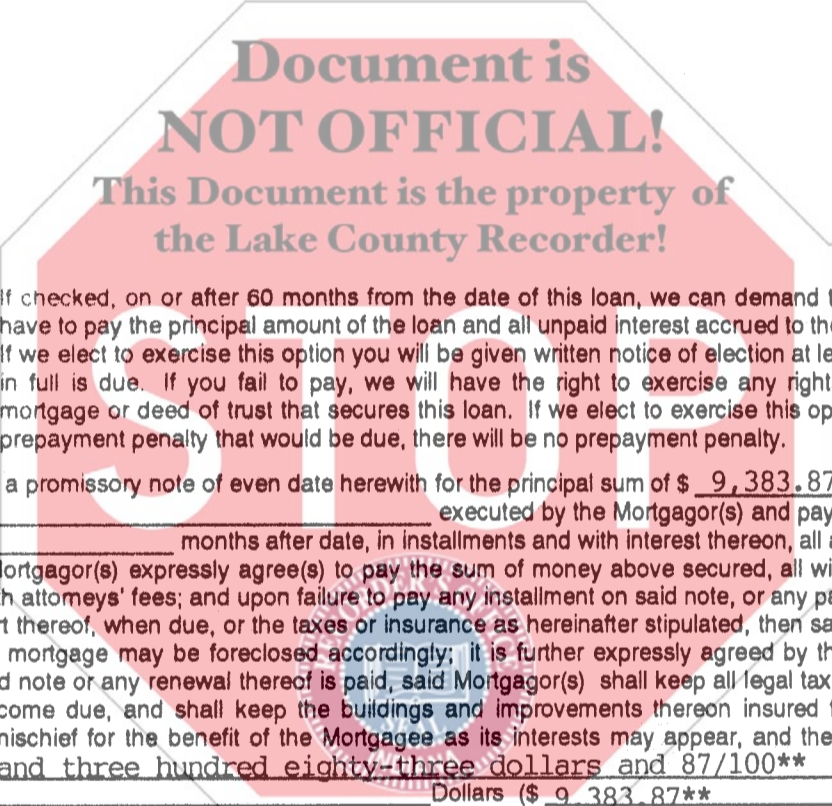 Document is
NOT OFFICIAL!
This Document is the property of
the Lake County Recorder!
STOP
If checked, on or after 60 months from the date of this loan, we can demand
have to pay the principal amount of the loan and all unpaid interest accrued to the
If we elect to exercise this option you will be given written notice of election at le
in full is due. If you fail to pay, we will have the right to exercise any right
mortgage or deed of trust that secures this loan. If we elect to exercise this op
prepayment penalty that would be due, there will be no prepayment penalty.
a promissory note of even date herewith for the principal sum of $ 9,383.87
executed by the Mortgagor(s) and pay
months after date, in installments and with interest thereon, all
ortgagor(s) expressly agree(s) to pay the sum of money above secured, all wi
h attorneys' fees; and upon failure to pay any installment on said note, or any pa
t thereof, when due, or the taxes or insurance as hereinafter stipulated, then sa
mortgage may be foreclosed accordingly; it is further expressly agreed by th
d note or any renewal thereof is paid, said Mortgagor(s) shall keep all legal tax
come due, and shall keep the buildings and improvements thereon insured
mischief for the benefit of the Mortgagee as its interests may appear, and the
and three hundred eighty-three dollars and 87/100**
Dollars ($ 9,383.87**